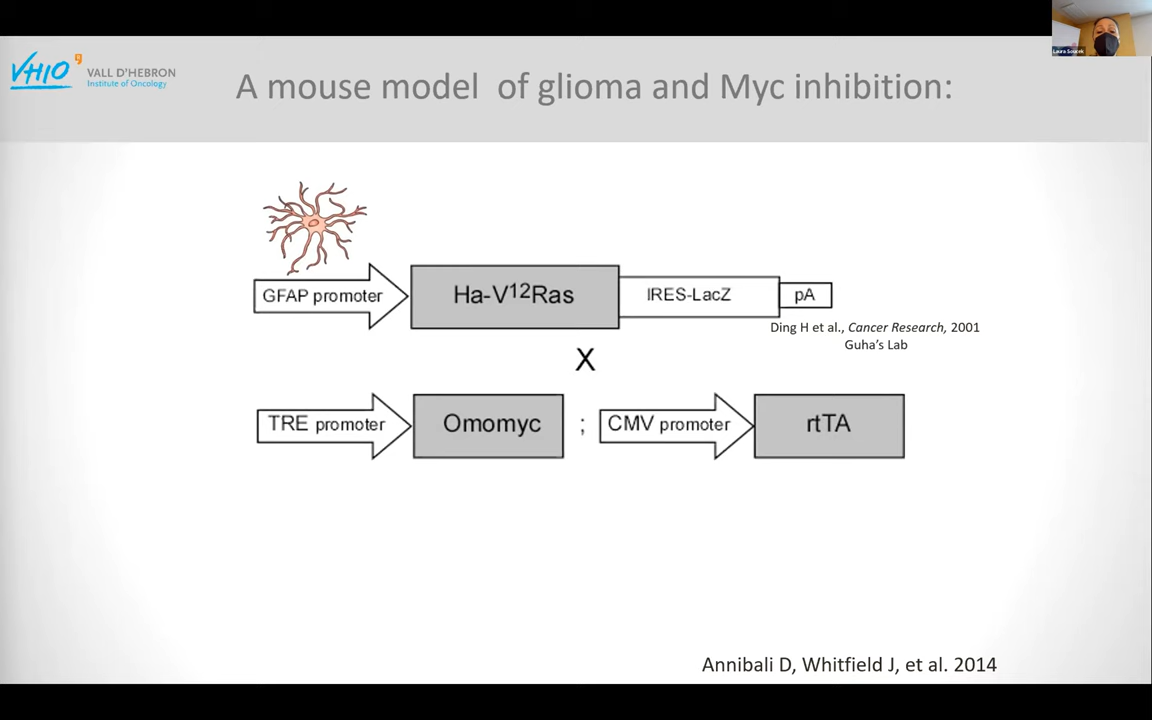 VHIO
VALL D'HEBRON
Institute of Oncology
Laura Soucek
A mouse model of glioma and Myc inhibition:
GFAP promoter
Ha-V12Ras
IRES-LacZ
pA
Ding H et al., Cancer Research, 2001
Guha's Lab
X
TRE promoter
Omomyc
;
CMV promoter
rtTA
Annibali D, Whitfield J, et al. 2014